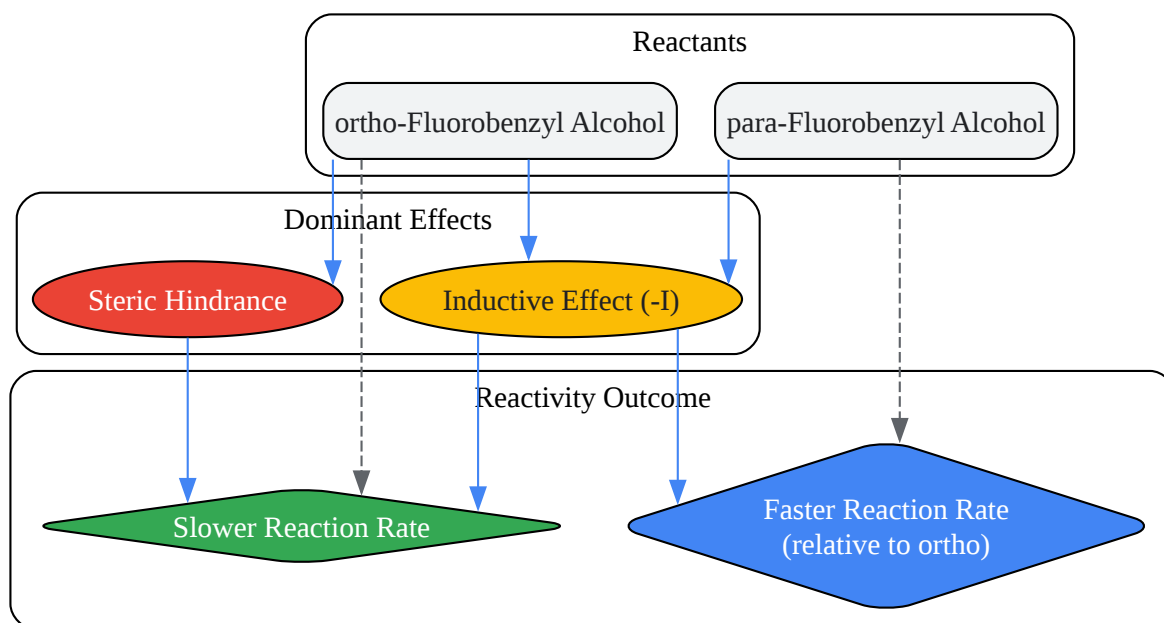 Reactants
ortho-Fluorobenzyl Alcohol
para-Fluorobenzyl Alcohol
Dominant Effects
Steric Hindrance
Inductive Effect (-I)
Reactivity Outcome
Slower Reaction Rate
Faster Reaction Rate
(relative to ortho)